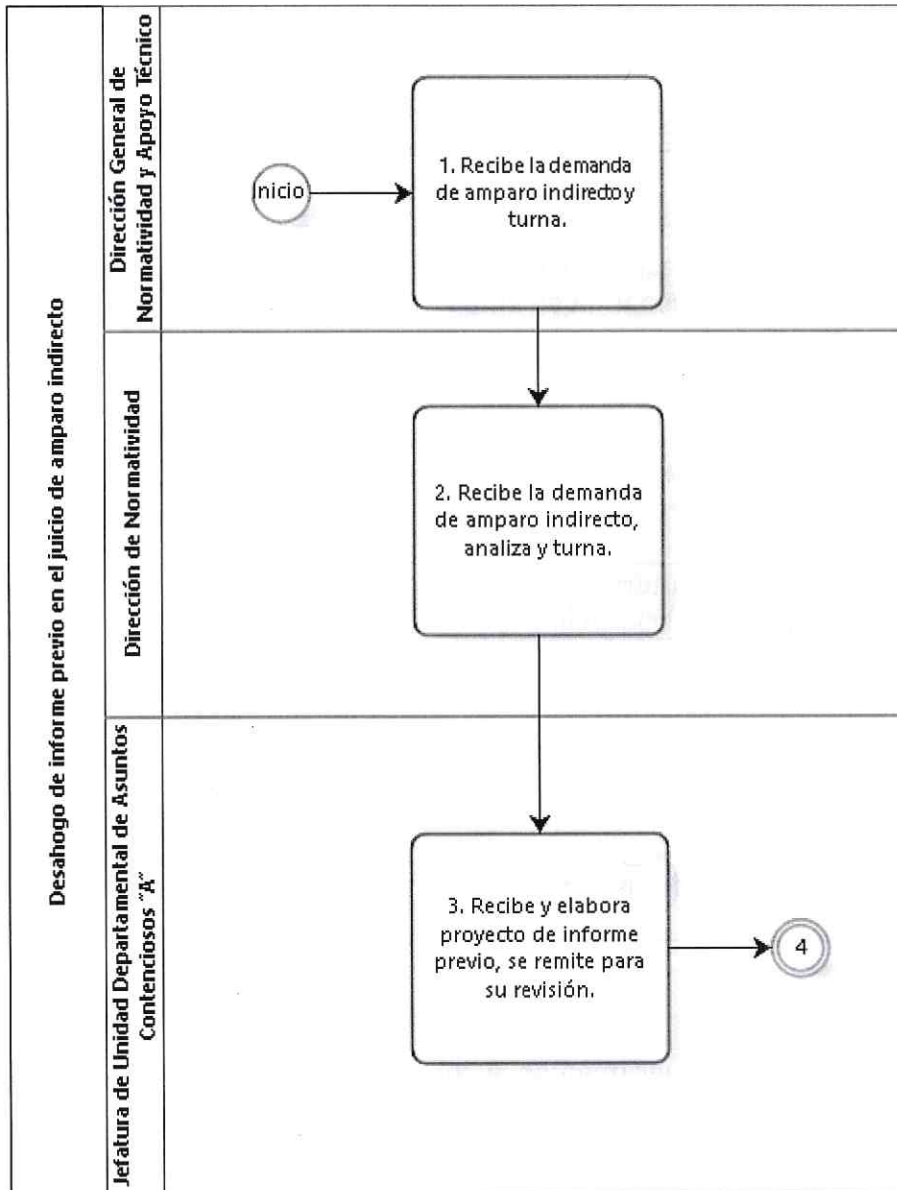 Desahogo de informe previo en el juicio de amparo indirecto
Dirección General de
Normatividad y Apoyo Técnico
Inicio
1. Recibe la demanda
de amparo indirecto y
turna.
Dirección de Normatividad
2. Recibe la demanda
de amparo indirecto,
analiza y turna.
Jefatura de Unidad Departamental de Asuntos
Contenciosos "A"
3. Recibe y elabora
proyecto de informe
previo, se remite para
su revisión.
4